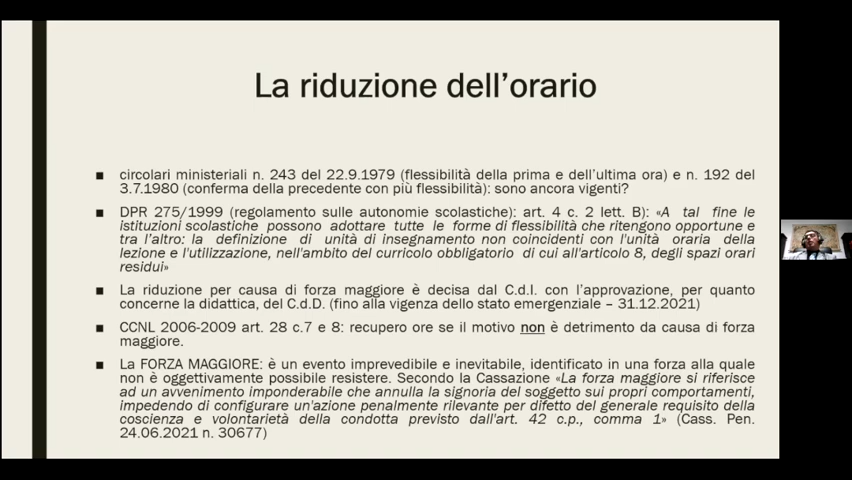 La riduzione dell’orario
■ circolari ministeriali n. 243 del 22.9.1979 (flessibilità della prima e dell’ultima ora) e n. 192 del
3.7.1980 (conferma della precedente con più flessibilità): sono ancora vigenti?
■ DPR 275/1999 (regolamento sulle autonomie scolastiche): art. 4 c. 2 lett. B): «A tal fine le
istituzioni scolastiche possono adottare tutte le forme di flessibilità che ritengono opportune e
tra l’altro: la definizione di unità di insegnamento non coincidenti con l'unità oraria della
lezione e l'utilizzazione, nell'ambito del curricolo obbligatorio di cui all'articolo 8, degli spazi orari
residui»
■ La riduzione per causa di forza maggiore è decisa dal C.d.I. con l’approvazione, per quanto
concerne la didattica, del C.d.D. (fino alla vigenza dello stato emergenziale – 31.12.2021)
■ CCNL 2006-2009 art. 28 c.7 e 8: recupero ore se il motivo non è detrimento da causa di forza
maggiore.
■ La FORZA MAGGIORE: è un evento imprevedibile e inevitabile, identificato in una forza alla quale
non è oggettivamente possibile resistere. Secondo la Cassazione «La forza maggiore si riferisce
ad un avvenimento imponderabile che annulla la signoria del soggetto sui propri comportamenti,
impedendo di configurare un'azione penalmente rilevante per difetto del generale requisito della
coscienza e volontarietà della condotta previsto dall'art. 42 c.p., comma 1» (Cass. Pen.
24.06.2021 n. 30677)